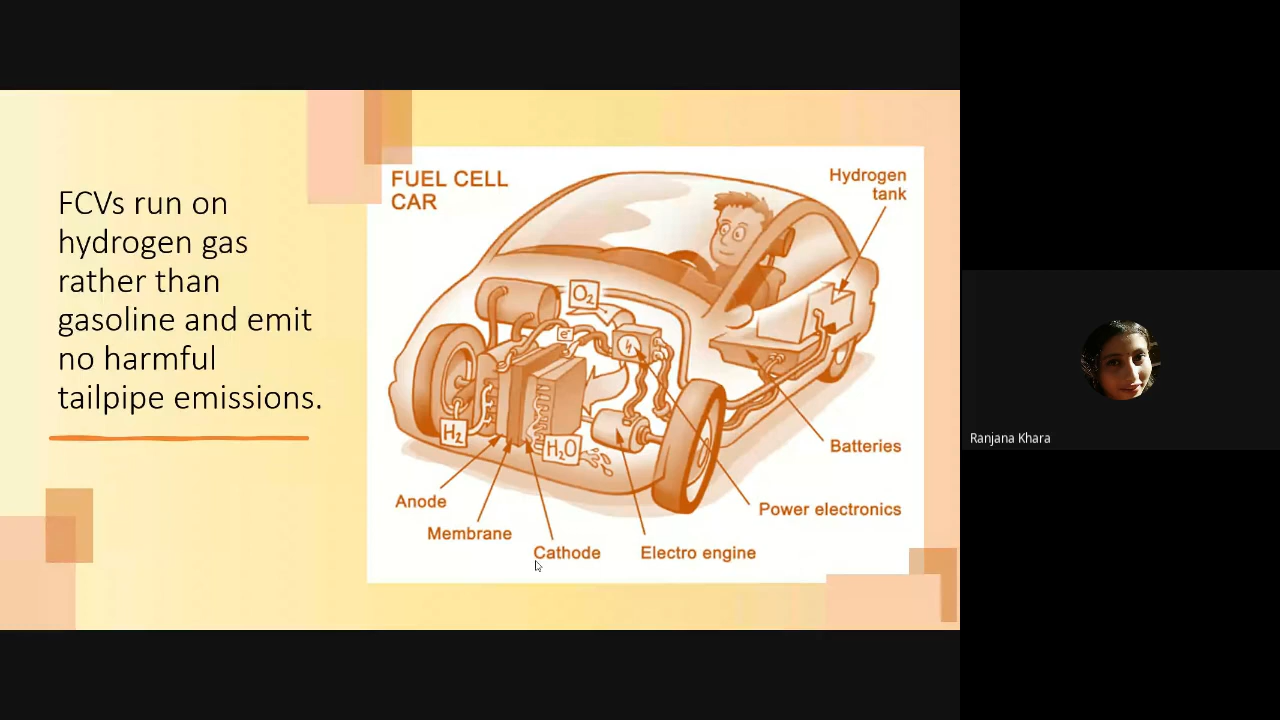 FCVs run on
hydrogen gas
rather than
gasoline and emit
no harmful
tailpipe emissions.
FUEL CELL
CAR
Hydrogen
tank
O₂
e⁻
H₂
H₂O
Batteries
Anode
Power electronics
Membrane
Cathode
Electro engine
Ranjana Khara